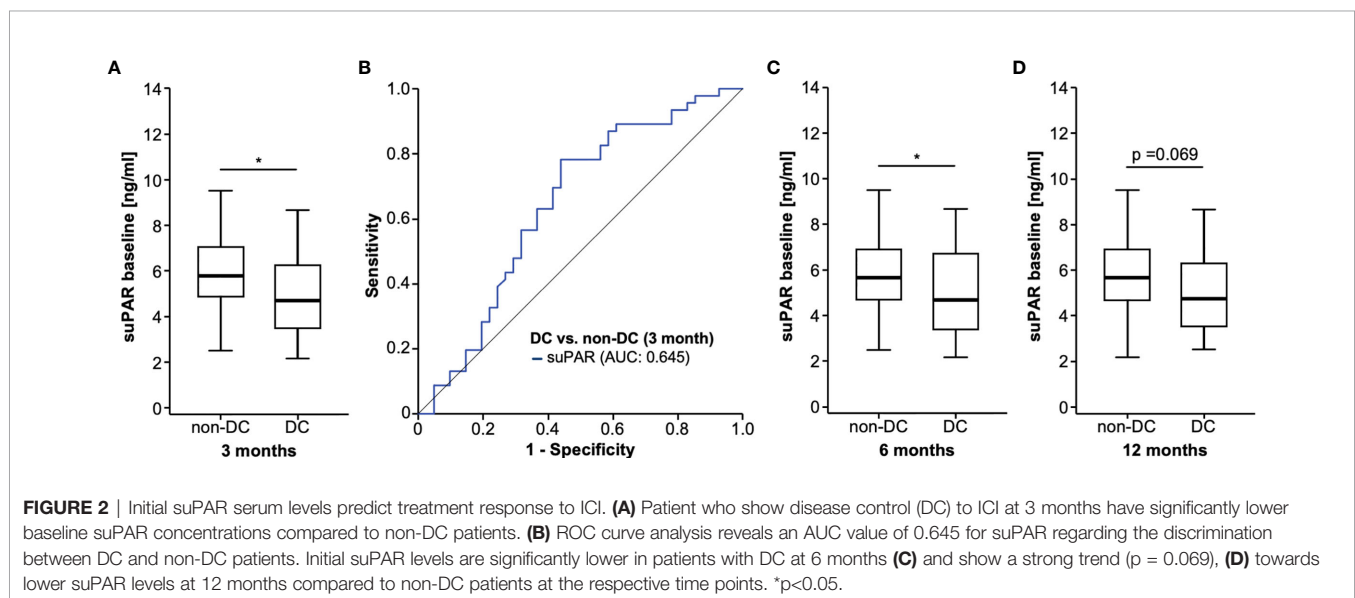 A
B
C
D
14
12
10
8
6
4
2
0
suPAR baseline [ng/ml]
*
non-DC
DC
3 months
1.0
0.8
0.6
0.4
0.2
0
Sensitivity
DC vs. non-DC (3 month)
suPAR (AUC: 0.645)
0
0.2
0.4
0.6
0.8
1.0
1 - Specificity
14
12
10
8
6
4
2
0
suPAR baseline [ng/ml]
*
non-DC
DC
6 months
14
12
10
8
6
4
2
0
suPAR baseline [ng/ml]
p =0.069
non-DC
DC
12 months
FIGURE 2 | Initial suPAR serum levels predict treatment response to ICI. (A) Patient who show disease control (DC) to ICI at 3 months have significantly lower
baseline suPAR concentrations compared to non-DC patients. (B) ROC curve analysis reveals an AUC value of 0.645 for suPAR regarding the discrimination
between DC and non-DC patients. Initial suPAR levels are significantly lower in patients with DC at 6 months (C) and show a strong trend (p = 0.069), (D) towards
lower suPAR levels at 12 months compared to non-DC patients at the respective time points. *p<0.05.